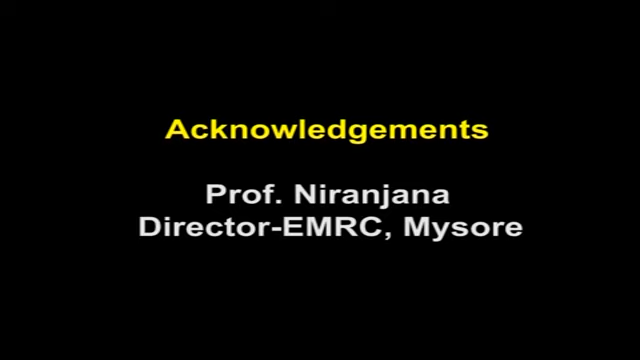 Acknowledgements
Prof. Niranjana
Director-EMRC, Mysore